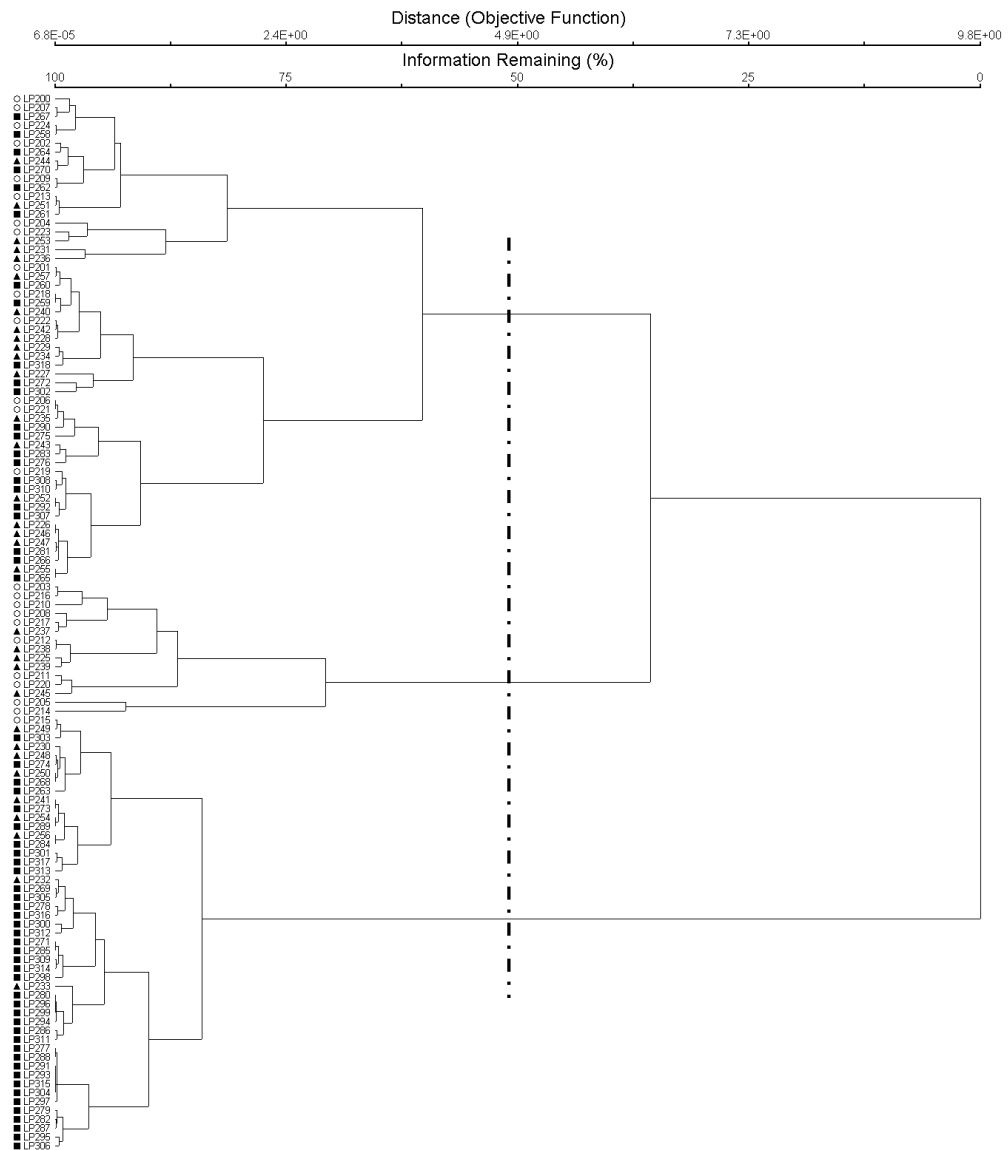 Distance (Objective Function)
6.8E-05 2.4E+00 4.9E+00 7.3E+00 9.8E+00
Information Remaining (%)
100 75 50 25 0
LP200
LP207
LP267
LP224
LP258
LP202
LP264
LP244
LP270
LP209
LP262
LP213
LP251
LP261
LP204
LP223
LP253
LP231
LP236
LP201
LP257
LP260
LP218
LP259
LP240
LP222
LP242
LP228
LP229
LP234
LP318
LP227
LP272
LP302
LP206
LP221
LP235
LP290
LP275
LP243
LP283
LP276
LP219
LP308
LP310
LP252
LP292
LP307
LP226
LP246
LP247
LP281
LP266
LP255
LP265
LP203
LP216
LP210
LP208
LP217
LP237
LP212
LP238
LP225
LP239
LP211
LP220
LP245
LP205
LP214
LP215
LP249
LP303
LP230
LP248
LP274
LP250
LP268
LP263
LP241
LP273
LP254
LP289
LP256
LP284
LP301
LP317
LP313
LP232
LP269
LP305
LP278
LP316
LP300
LP312
LP271
LP285
LP309
LP314
LP298
LP233
LP280
LP296
LP299
LP294
LP286
LP311
LP277
LP288
LP291
LP293
LP315
LP304
LP297
LP279
LP282
LP287
LP295
LP306